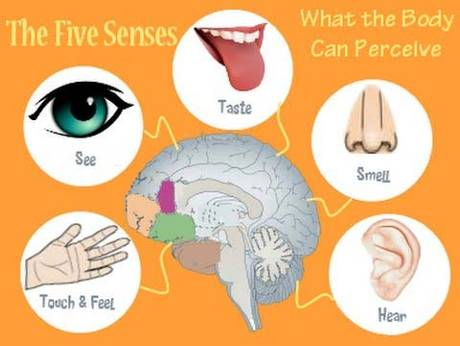 The Five Senses
What the Body
Can Perceive
Taste
See
Smell
Touch & Feel
Hear